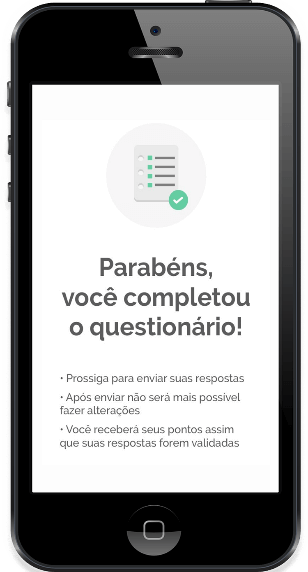 Parabéns,
você completou
o questionário!
• Prossiga para enviar suas respostas
• Após enviar não será mais possível
fazer alterações
• Você receberá seus pontos assim
que suas respostas forem validadas